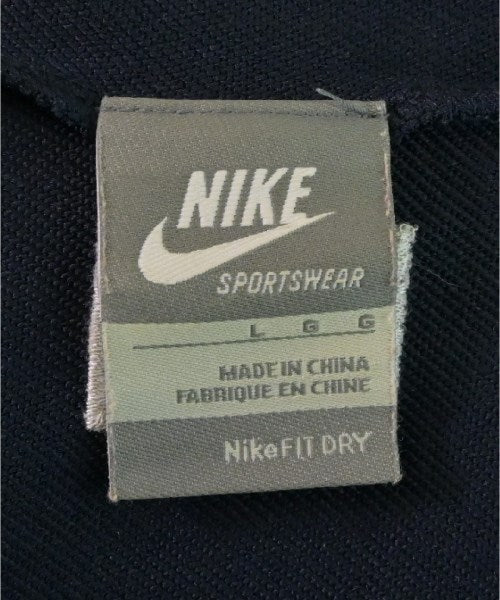 NIKE
SPORTSWEAR
L G G
MADE IN CHINA
FABRIQUE EN CHINE
NikeFIT DRY